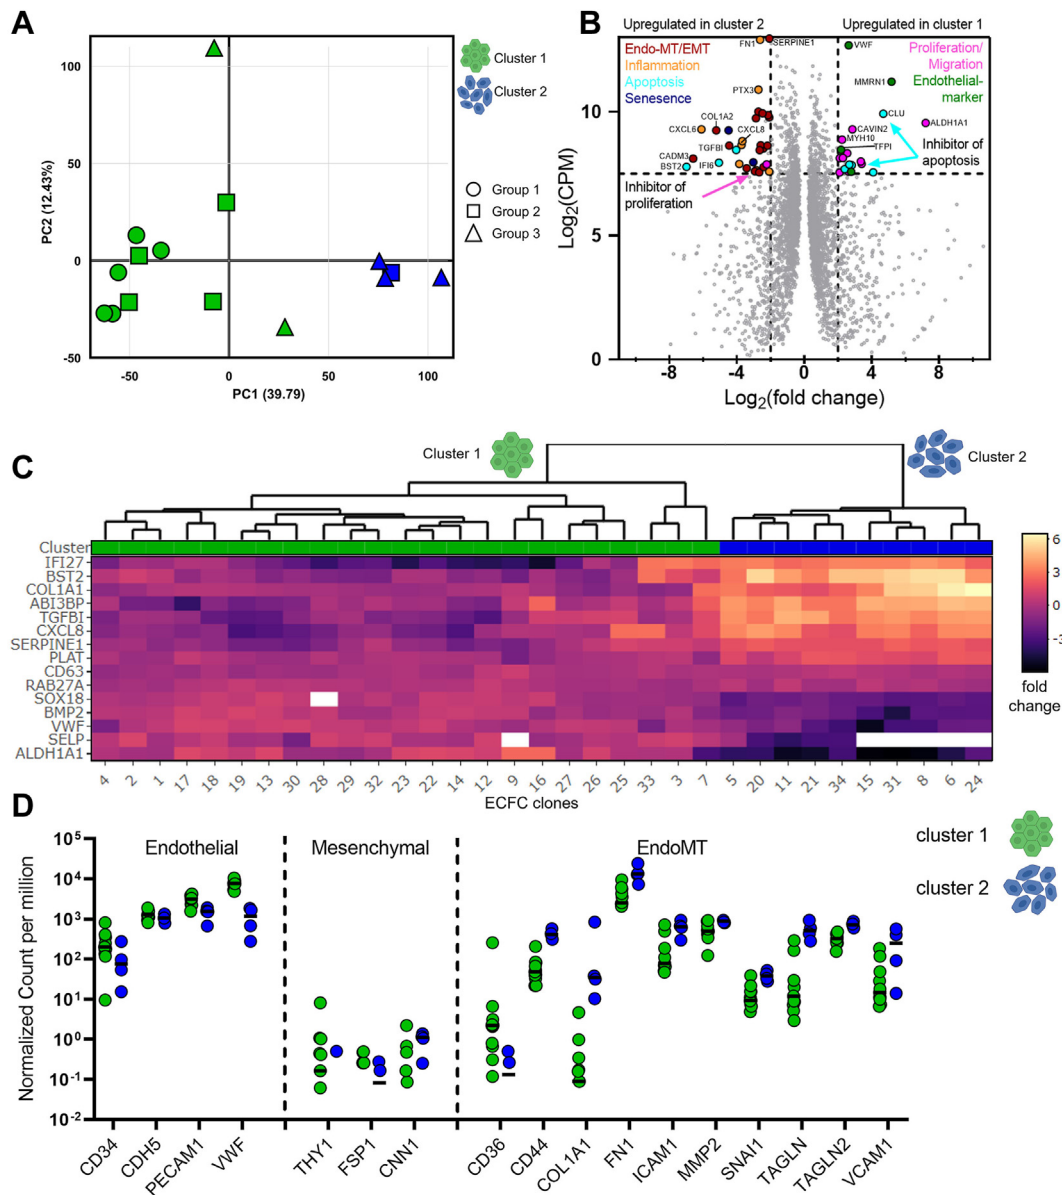 A
Cluster 1
Cluster 2
Group 1
Group 2
Group 3
PC2 (12.43%)
100
50
0
-50
-50
0
50
100
PC1 (39.79)
B
Upregulated in cluster 2
Upregulated in cluster 1
Endo-MT/EMT
Inflammation
Apoptosis
Senesence
Proliferation/
Migration
Endothelial-
marker
FN1
SERPINE1
VWF
PTX3
MMRN1
COL1A2
CLU
ALDH1A1
CXCL6
CXCL8
CAVIN2
MYH10
TFPI
TGFBI
CADM3
BST2
IFI6
Inhibitor of
apoptosis
Inhibitor of
proliferation
Log2(CPM)
10
5
0
-8
-4
0
4
8
Log2(fold change)
C
Cluster 1
Cluster 2
Cluster
IFI27
BST2
COL1A1
ABI3BP
TGFBI
CXCL8
SERPINE1
PLAT
CD63
RAB27A
SOX18
BMP2
VWF
SELP
ALDH1A1
4 2 1 17 18 19 13 30 28 29 32 23 22 14 12 9 16 27 26 25 33 3 7 5 20 11 21 34 15 31 8 6 24
ECFC clones
6
3
0
-3
fold
change
D
cluster 1
cluster 2
Endothelial
Mesenchymal
EndoMT
Normalized Count per million
10^5
10^4
10^3
10^2
10^1
10^0
10^-1
10^-2
CD34
CDH5
PECAM1
VWF
THY1
FSP1
CNN1
CD36
CD44
COL1A1
FN1
ICAM1
MMP2
SNAI1
TAGLN
TAGLN2
VCAM1